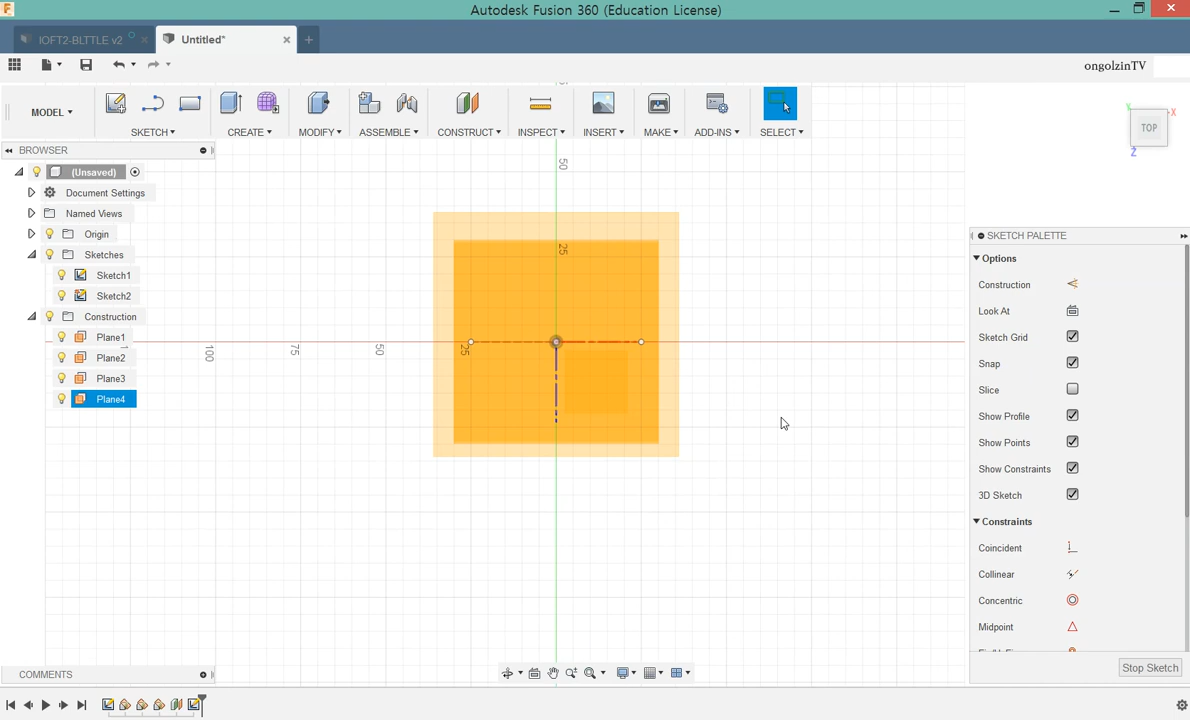 Autodesk Fusion 360 (Education License)
IOFT2-BLTTLE v2
Untitled*
ongolzinTV
MODEL
SKETCH
CREATE
MODIFY
ASSEMBLE
CONSTRUCT
INSPECT
INSERT
MAKE
ADD-INS
SELECT
BROWSER
(Unsaved)
Document Settings
Named Views
Origin
Sketches
Sketch1
Sketch2
Construction
Plane1
Plane2
Plane3
Plane4
50
25
100
75
50
25
Y
X
TOP
Z
SKETCH PALETTE
Options
Construction
Look At
Sketch Grid
Snap
Slice
Show Profile
Show Points
Show Constraints
3D Sketch
Constraints
Coincident
Collinear
Concentric
Midpoint
Stop Sketch
COMMENTS